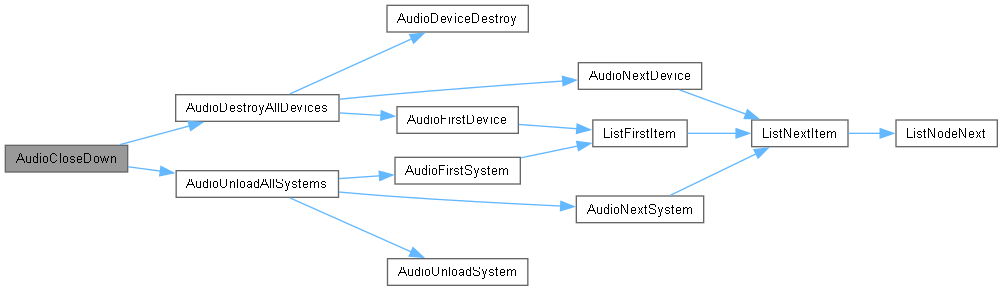 AudioDeviceDestroy
AudioNextDevice
AudioDestroyAllDevices
AudioFirstDevice
ListFirstItem
ListNextItem
ListNodeNext
AudioCloseDown
AudioFirstSystem
AudioUnloadAllSystems
AudioNextSystem
AudioUnloadSystem